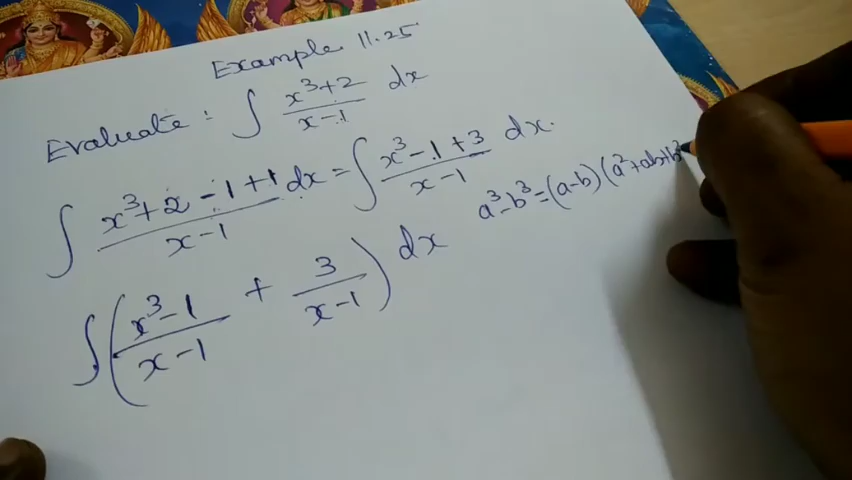 Example 11.25
Evaluate : ∫ (x³+2)/(x-1) dx
∫ (x³+2-1+1)/(x-1) dx = ∫ (x³-1+3)/(x-1) dx.
a³-b³=(a-b)(a²+ab+b²
∫ ( (x³-1)/(x-1) + 3/(x-1) ) dx